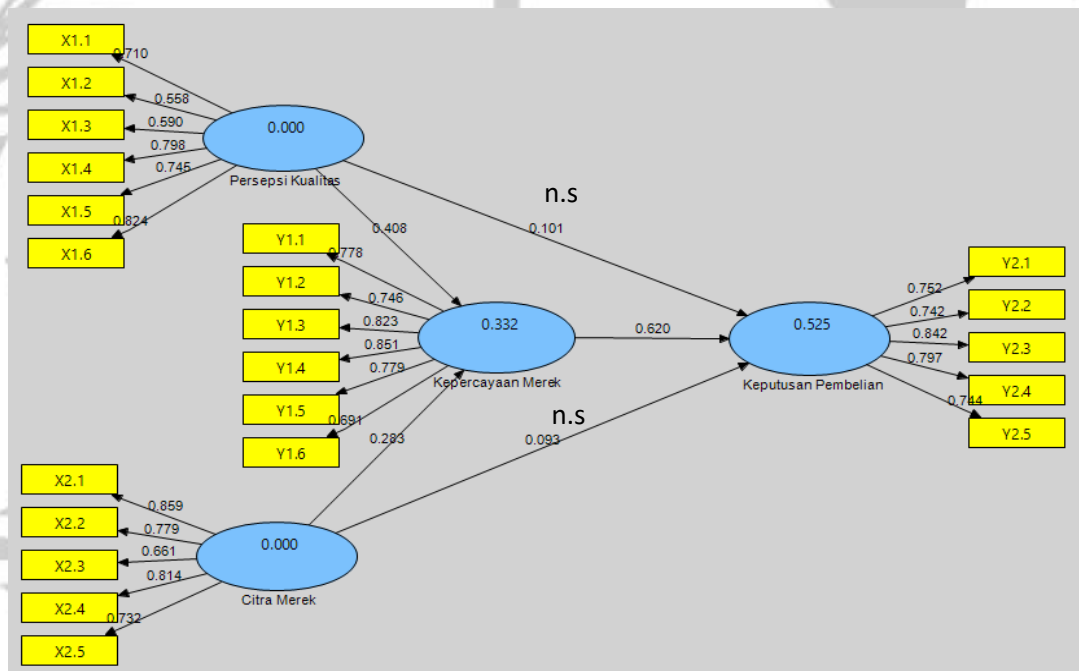 X1.1
0.710
X1.2
0.558
X1.3
0.590
X1.4
0.798
X1.5
0.745
X1.6
0.824
0.000
Persepsi Kualitas
n.s
0.101
0.408
Y1.1
0.778
Y1.2
0.746
Y1.3
0.823
Y1.4
0.851
Y1.5
0.779
Y1.6
0.691
0.332
Kepercayaan Merek
0.620
0.525
Keputusan Pembelian
Y2.1
0.752
Y2.2
0.742
Y2.3
0.842
Y2.4
0.797
Y2.5
0.744
n.s
0.093
0.283
X2.1
0.859
X2.2
0.779
X2.3
0.661
X2.4
0.814
X2.5
0.732
0.000
Citra Merek